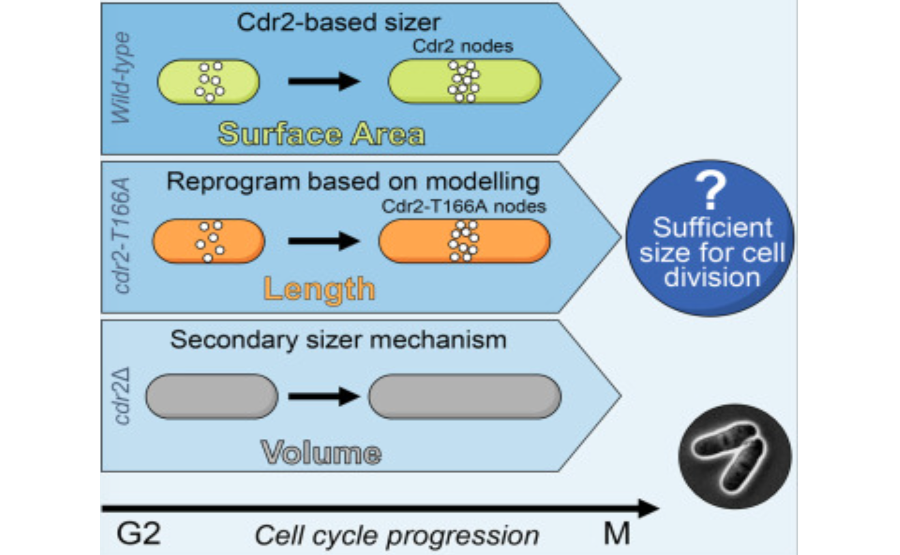 Wild-type
Cdr2-based sizer
Cdr2 nodes
Surface Area
cdr2-T166A
Reprogram based on modelling
Cdr2-T166A nodes
Length
cdr2Δ
Secondary sizer mechanism
Volume
?
Sufficient
size for cell
division
G2
Cell cycle progression
M